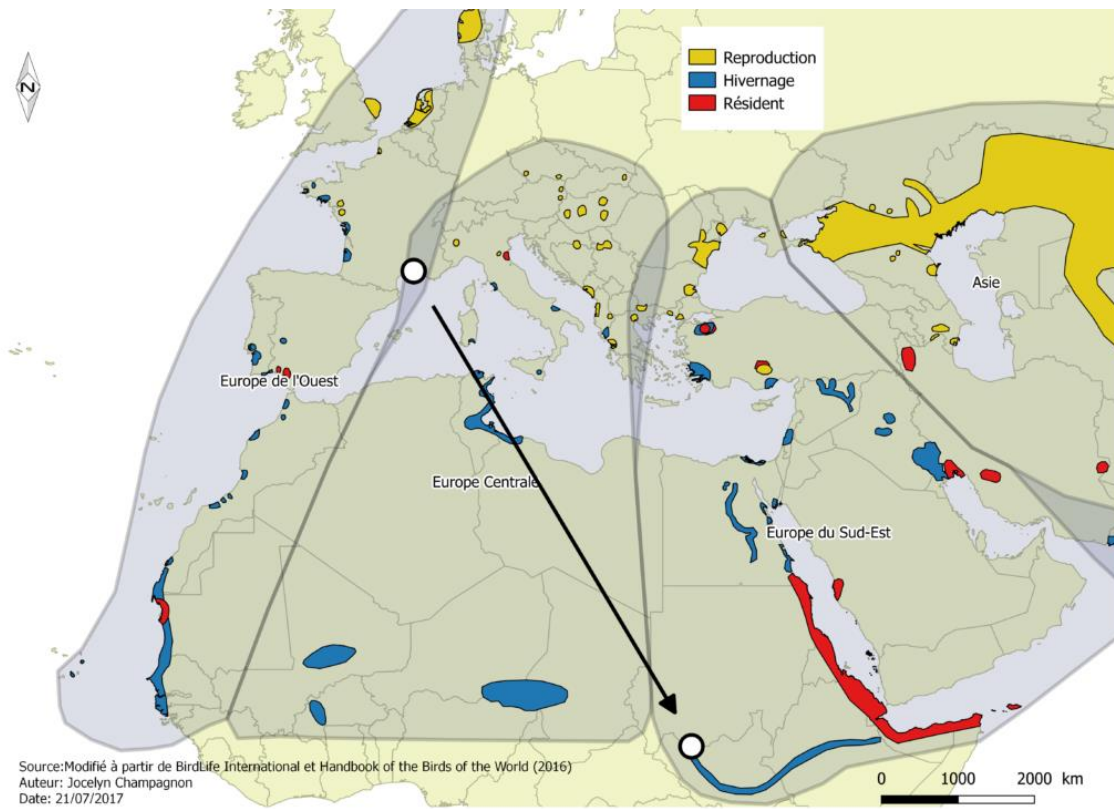 N
Reproduction
Hivernage
Résident
Asie
Europe de l'Ouest
Europe Centrale
Europe du Sud-Est
Source:Modifié à partir de BirdLife International et Handbook of the Birds of the World (2016)
Auteur: Jocelyn Champagnon
Date: 21/07/2017
0 1000 2000 km